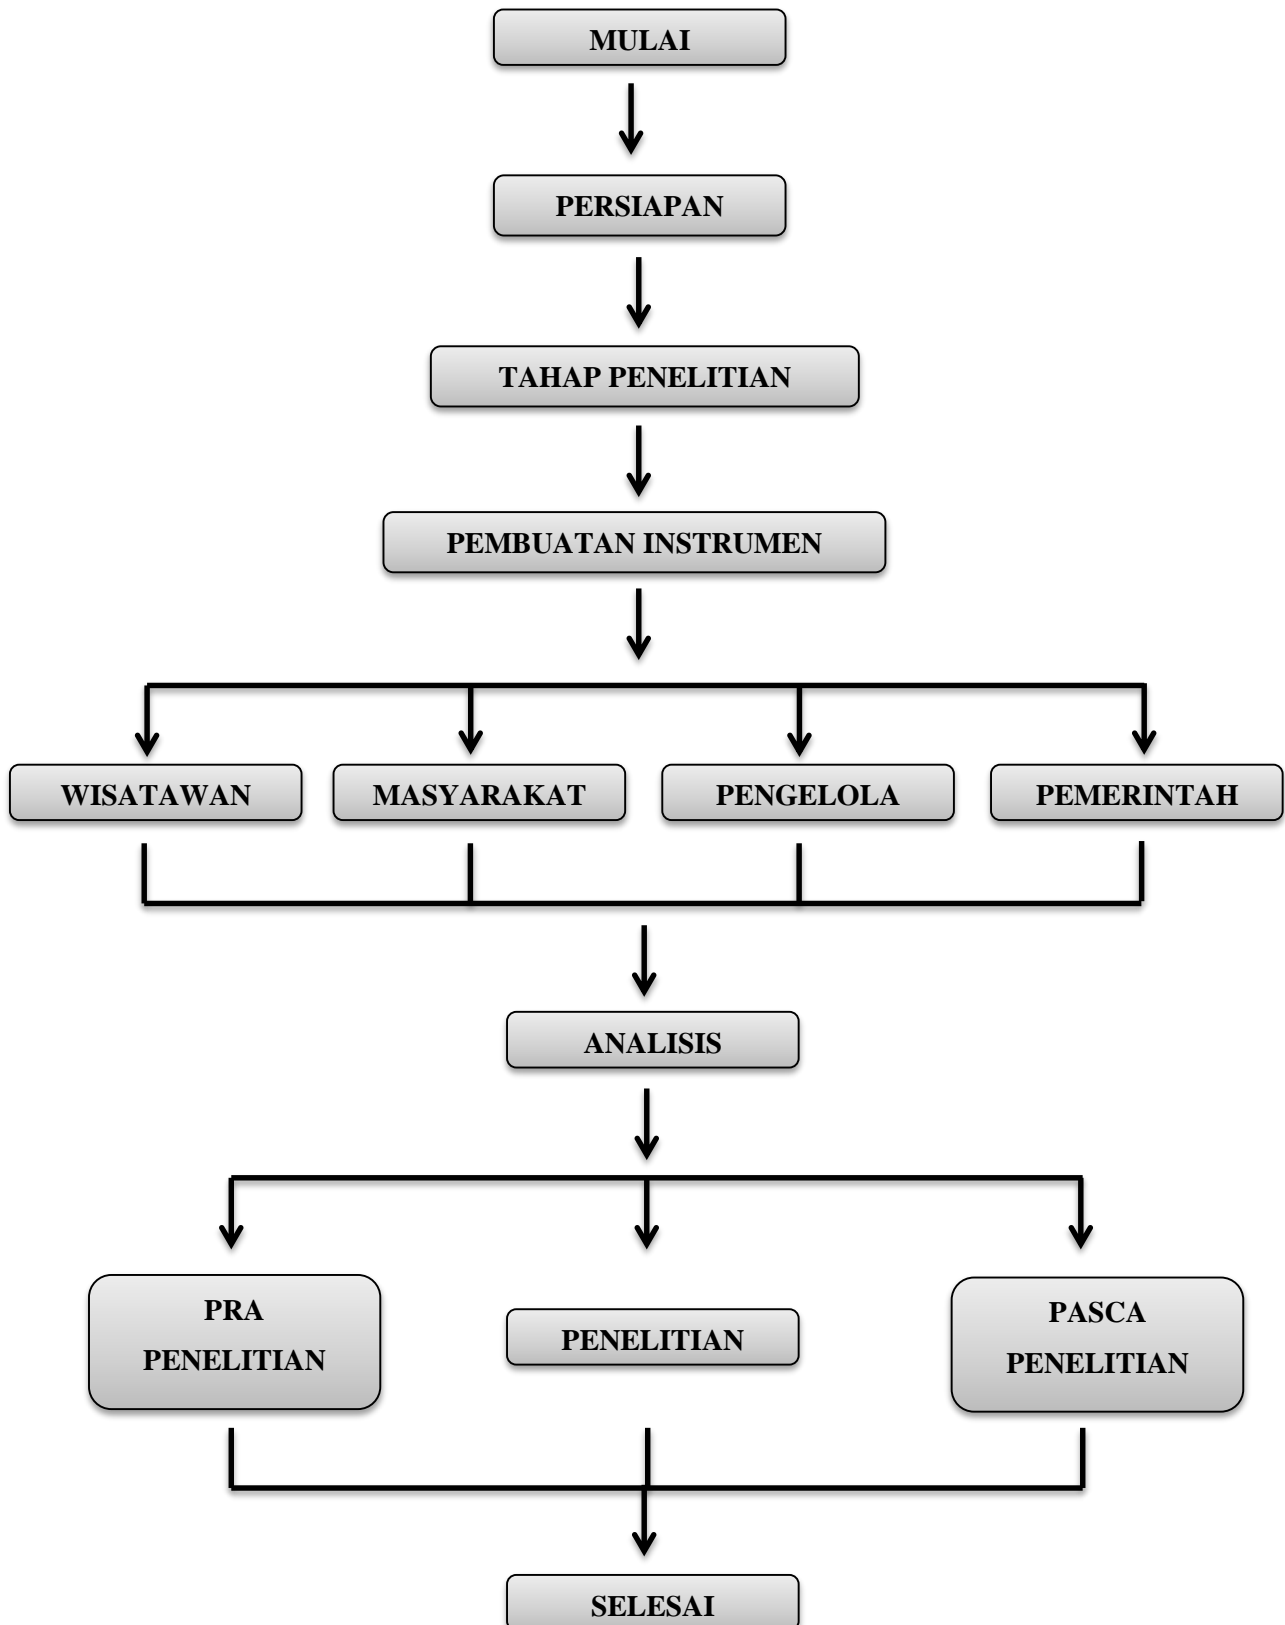 MULAI
PERSIAPAN
TAHAP PENELITIAN
PEMBUATAN INSTRUMEN
WISATAWAN
MASYARAKAT
PENGELOLA
PEMERINTAH
ANALISIS
PRA
PENELITIAN
PENELITIAN
PASCA
PENELITIAN
SELESAI